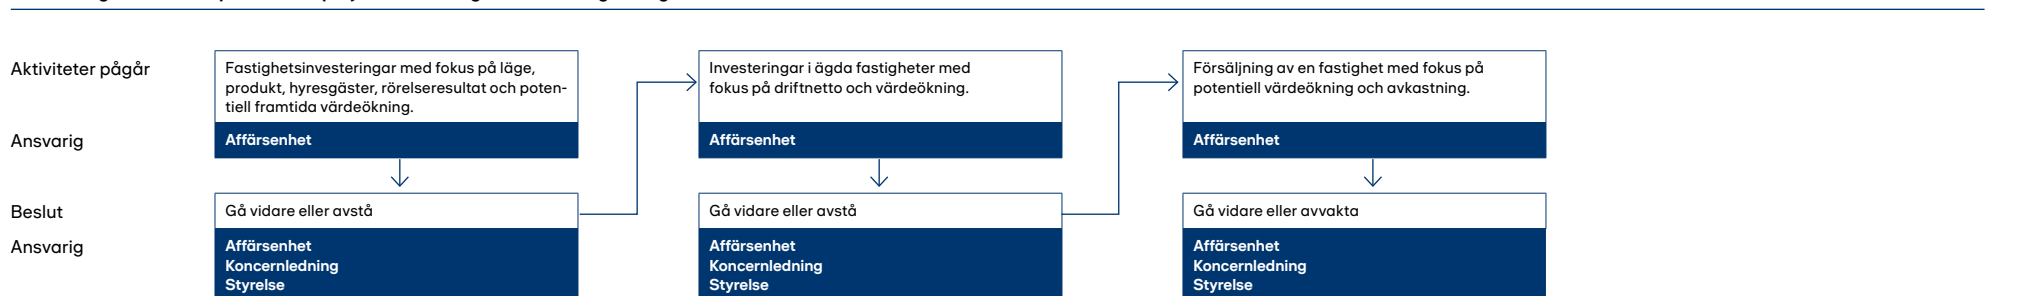 Aktiviteter pågår
Fastighetsinvesteringar med fokus på läge,
produkt, hyresgäster, rörelseresultat och poten-
tiell framtida värdeökning.
Investeringar i ägda fastigheter med
fokus på driftnetto och värdeökning.
Försäljning av en fastighet med fokus på
potentiell värdeökning och avkastning.
Ansvarig
Affärsenhet
Affärsenhet
Affärsenhet
Beslut
Gå vidare eller avstå
Gå vidare eller avstå
Gå vidare eller avvakta
Ansvarig
Affärsenhet
Koncernledning
Styrelse
Affärsenhet
Koncernledning
Styrelse
Affärsenhet
Koncernledning
Styrelse